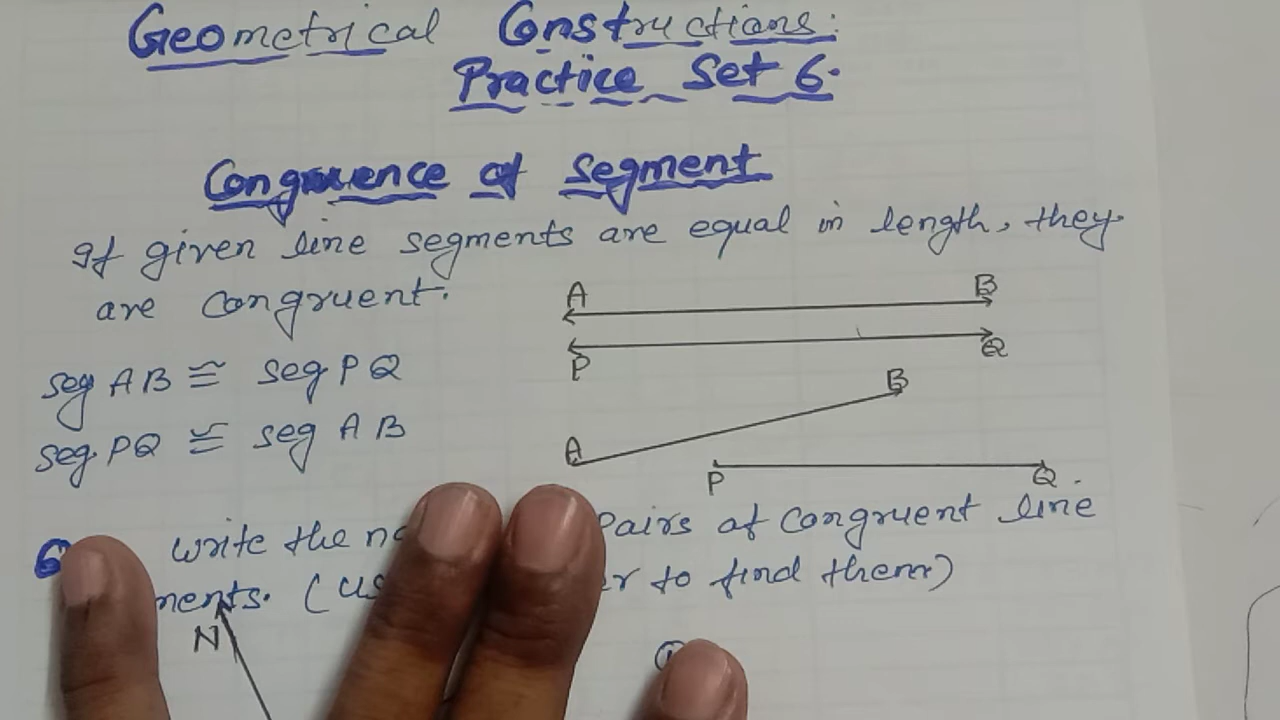 Geometrical Constructions:
Practice Set 6.
Congruence of segment
If given line segments are equal in length, they
are congruent.
A B
P Q
seg AB ≅ seg PQ
B
seg PQ ≅ seg AB
A
P Q.
write the pairs of congruent line
to find them)
N